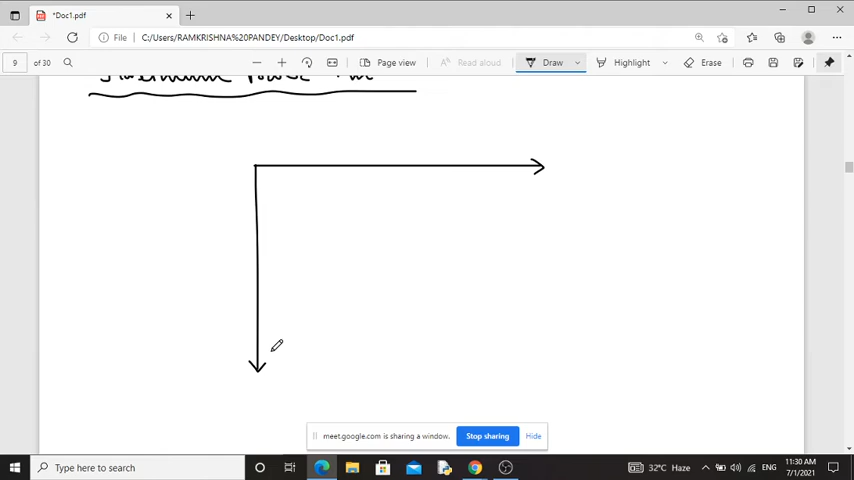 *Doc1.pdf
File C:/Users/RAMKRISHNA%20PANDEY/Desktop/Doc1.pdf
9 of 30 Page view Read aloud Draw Highlight Erase
meet.google.com is sharing a window. Stop sharing Hide
Type here to search 32°C Haze ENG 11:30 AM
7/1/2021